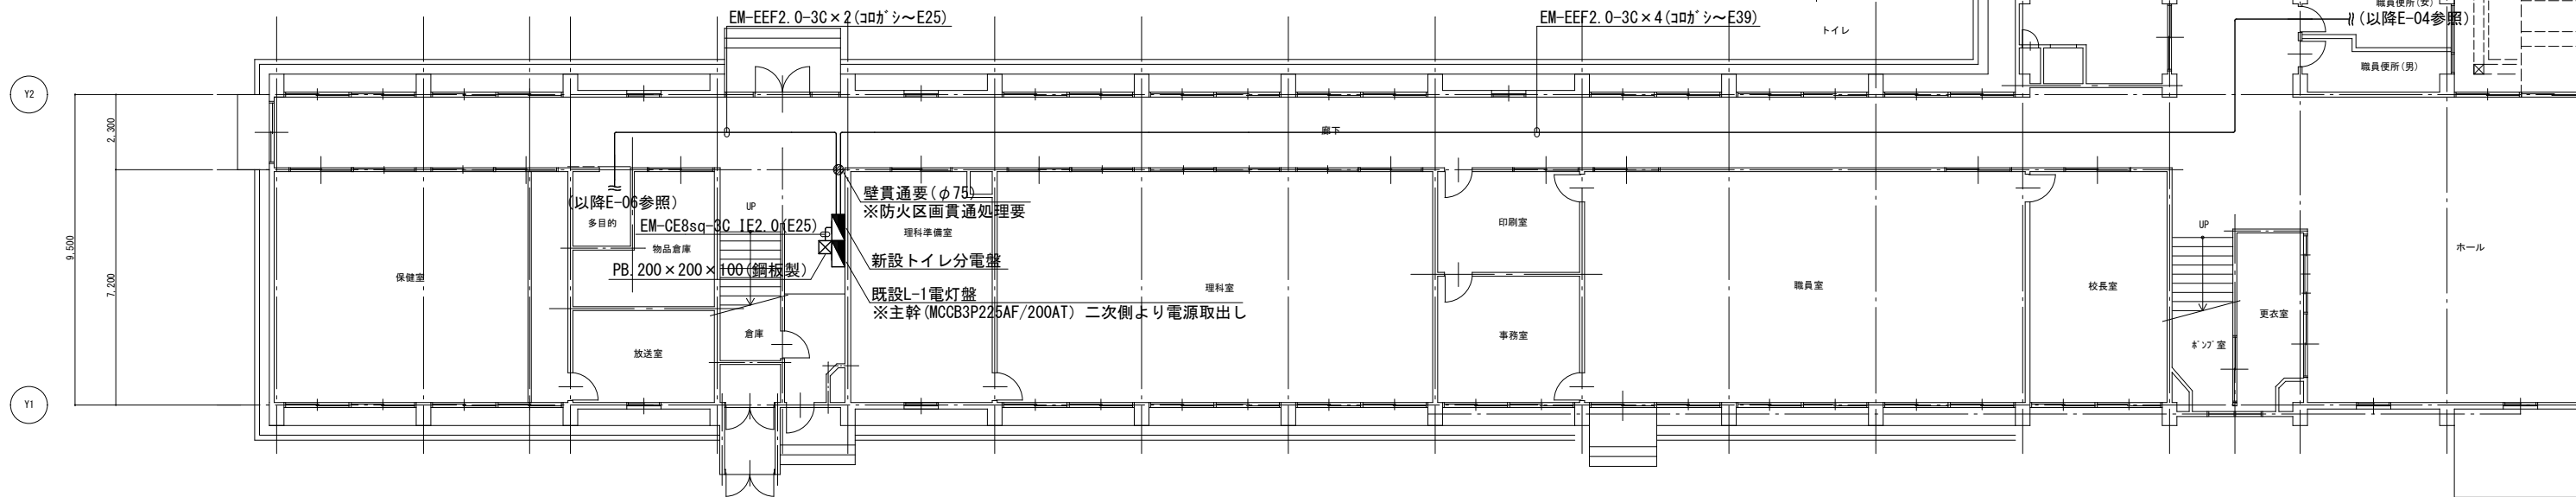 職員便所(女)
EM-EEF2.0-3C×2(ｺﾛｶﾞｼ～E25)
EM-EEF2.0-3C×4(ｺﾛｶﾞｼ～E39)
(以降E-04参照)
トイレ
職員便所(男)
Y2
2,300
廊下
壁貫通要(φ75)
※防火区画貫通処理要
(以降E-06参照)
UP
多目的
EM-CE8sq-3C IE2.0(E25)
理科準備室
印刷室
UP
物品倉庫
ホール
9,500
新設トイレ分電盤
PB.200×200×100(鋼板製)
保健室
7,200
理科室
職員室
校長室
既設L-1電灯盤
※主幹(MCCB3P225AF/200AT) 二次側より電源取出し
更衣室
倉庫
事務室
ﾎﾟﾝﾌﾟ室
放送室
Y1